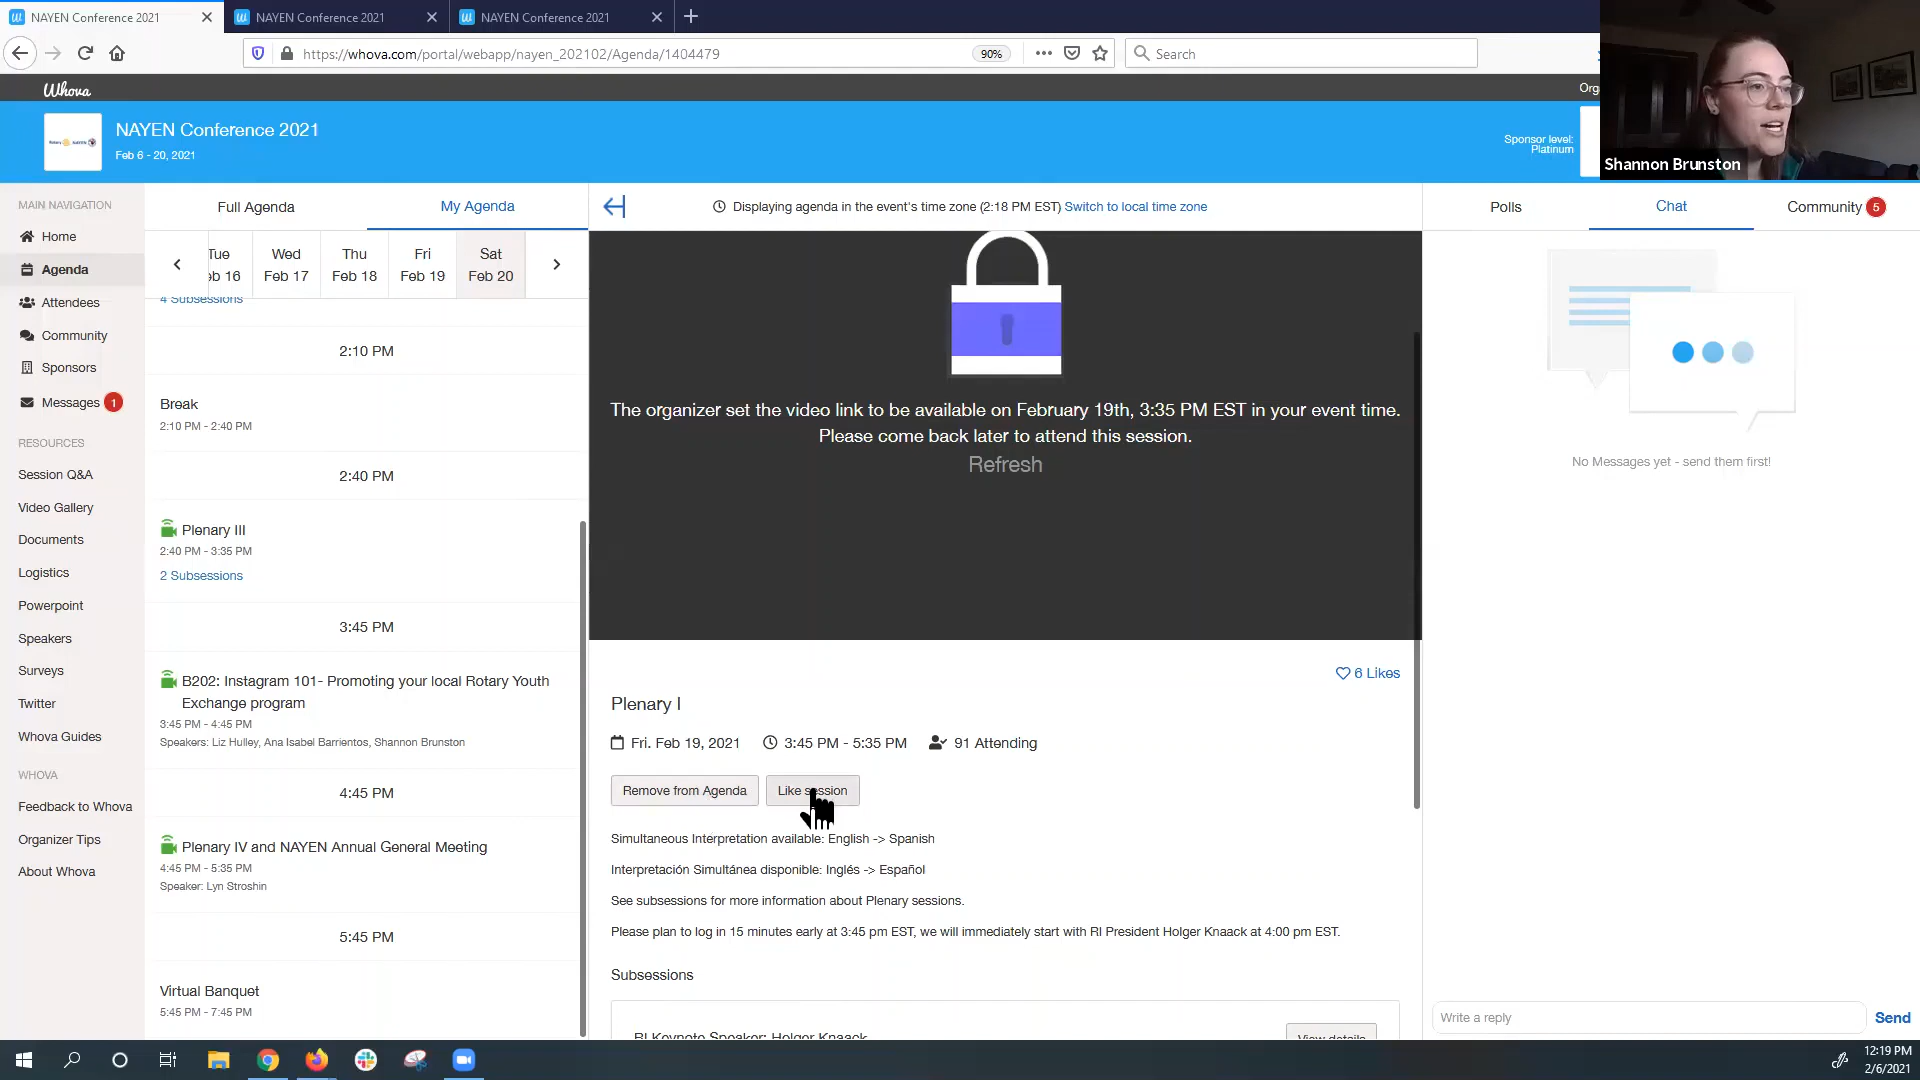 NAYEN Conference 2021
NAYEN Conference 2021
NAYEN Conference 2021
https://whova.com/portal/webapp/nayen_202102/Agenda/1404479
90%
Search
Whova
NAYEN Conference 2021
Feb 6 - 20, 2021
Sponsor level:
Platinum
Shannon Brunston
MAIN NAVIGATION
Home
Agenda
Attendees
Community
Sponsors
Messages 1
RESOURCES
Session Q&A
Video Gallery
Documents
Logistics
Powerpoint
Speakers
Surveys
Twitter
Whova Guides
WHOVA
Feedback to Whova
Organizer Tips
About Whova
Full Agenda
My Agenda
Tue Wed Thu Fri Sat
eb 16 Feb 17 Feb 18 Feb 19 Feb 20
4 Subsessions
2:10 PM
Break
2:10 PM - 2:40 PM
2:40 PM
Plenary III
2:40 PM - 3:35 PM
2 Subsessions
3:45 PM
B202: Instagram 101- Promoting your local Rotary Youth
Exchange program
3:45 PM - 4:45 PM
Speakers: Liz Hulley, Ana Isabel Barrientos, Shannon Brunston
4:45 PM
Plenary IV and NAYEN Annual General Meeting
4:45 PM - 5:35 PM
Speaker: Lyn Stroshin
5:45 PM
Virtual Banquet
5:45 PM - 7:45 PM
Displaying agenda in the event's time zone (2:18 PM EST) Switch to local time zone
The organizer set the video link to be available on February 19th, 3:35 PM EST in your event time.
Please come back later to attend this session.
Refresh
6 Likes
Plenary I
Fri. Feb 19, 2021 3:45 PM - 5:35 PM 91 Attending
Remove from Agenda
Like session
Simultaneous Interpretation available: English -> Spanish
Interpretación Simultánea disponible: Inglés -> Español
See subsessions for more information about Plenary sessions.
Please plan to log in 15 minutes early at 3:45 pm EST, we will immediately start with RI President Holger Knaack at 4:00 pm EST.
Subsessions
RI Keynote Speaker: Holger Knaack
View details
Polls
Chat
Community 5
No Messages yet - send them first!
Write a reply
Send
12:19 PM
2/6/2021